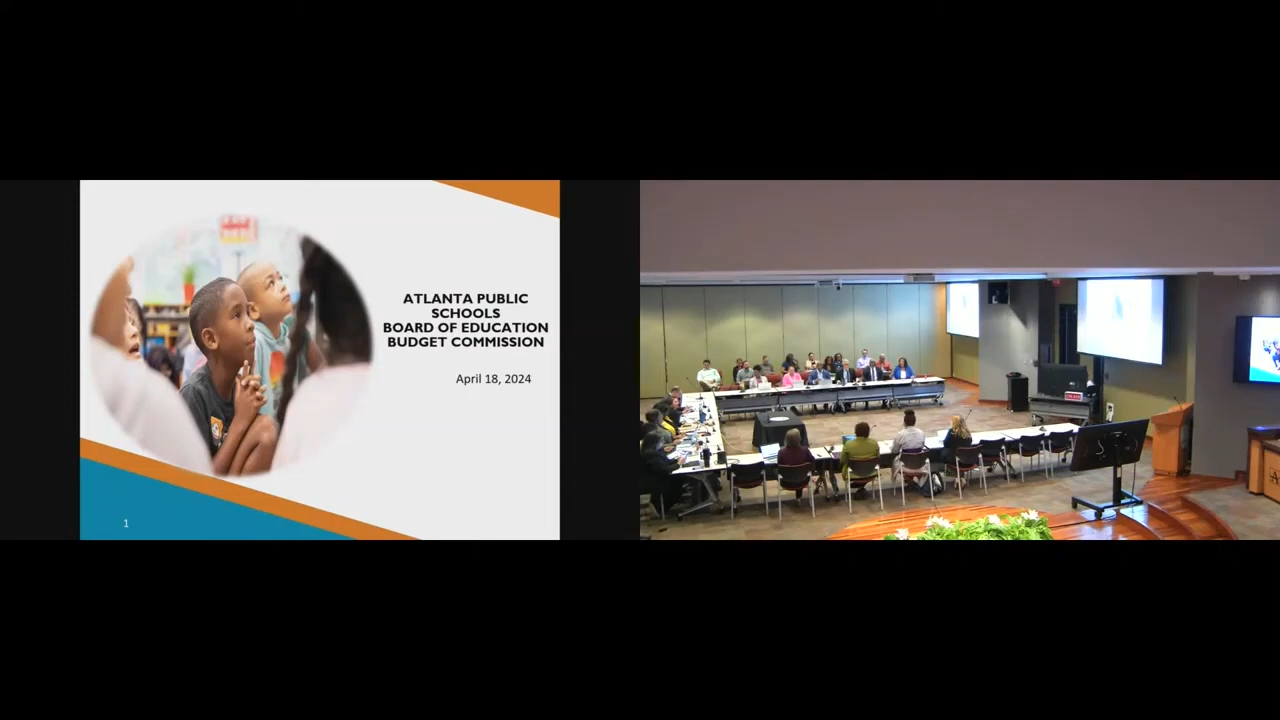 ATLANTA PUBLIC
SCHOOLS
BOARD OF EDUCATION
BUDGET COMMISSION
April 18, 2024
1